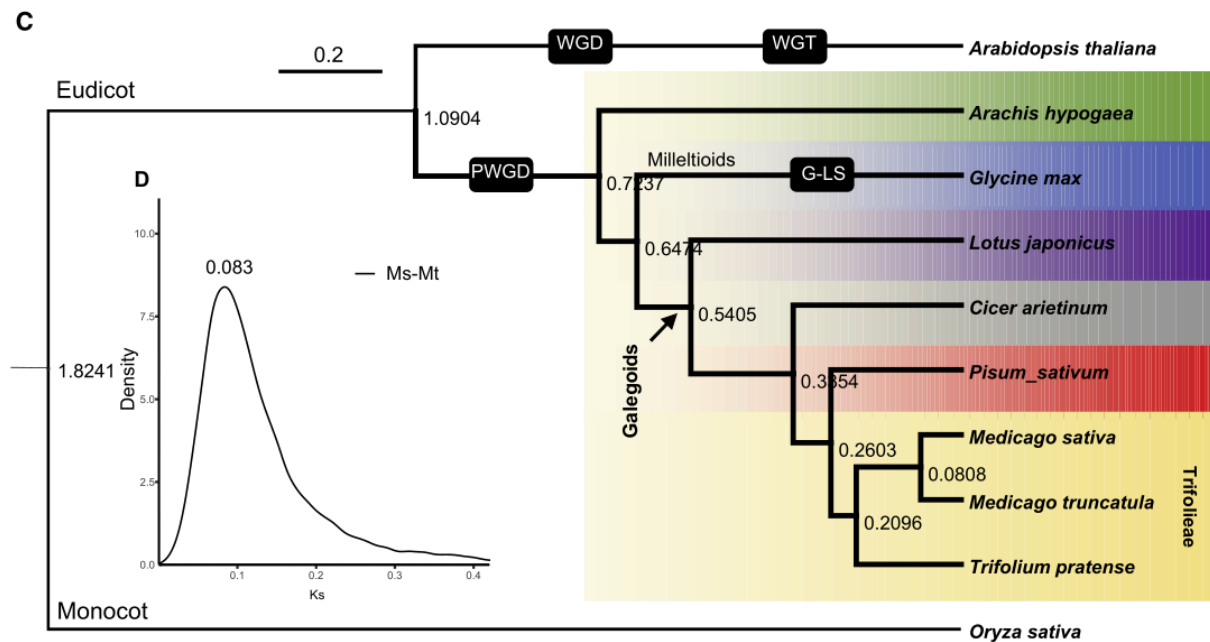 C
WGD
WGT
Arabidopsis thaliana
0.2
Eudicot
1.0904
Arachis hypogaea
PWGD
Milleltioids
G-LS
Glycine max
D
0.7237
10.0
0.6474
Lotus japonicus
0.083
Ms-Mt
7.5
0.5405
Cicer arietinum
Galegoids
1.8241
Density
5.0
0.3354
Pisum_sativum
Medicago sativa
0.2603
2.5
0.0808
Medicago truncatula
0.2096
Trifolieae
0.0
Trifolium pratense
0.1
0.2
0.3
0.4
Ks
Monocot
Oryza sativa